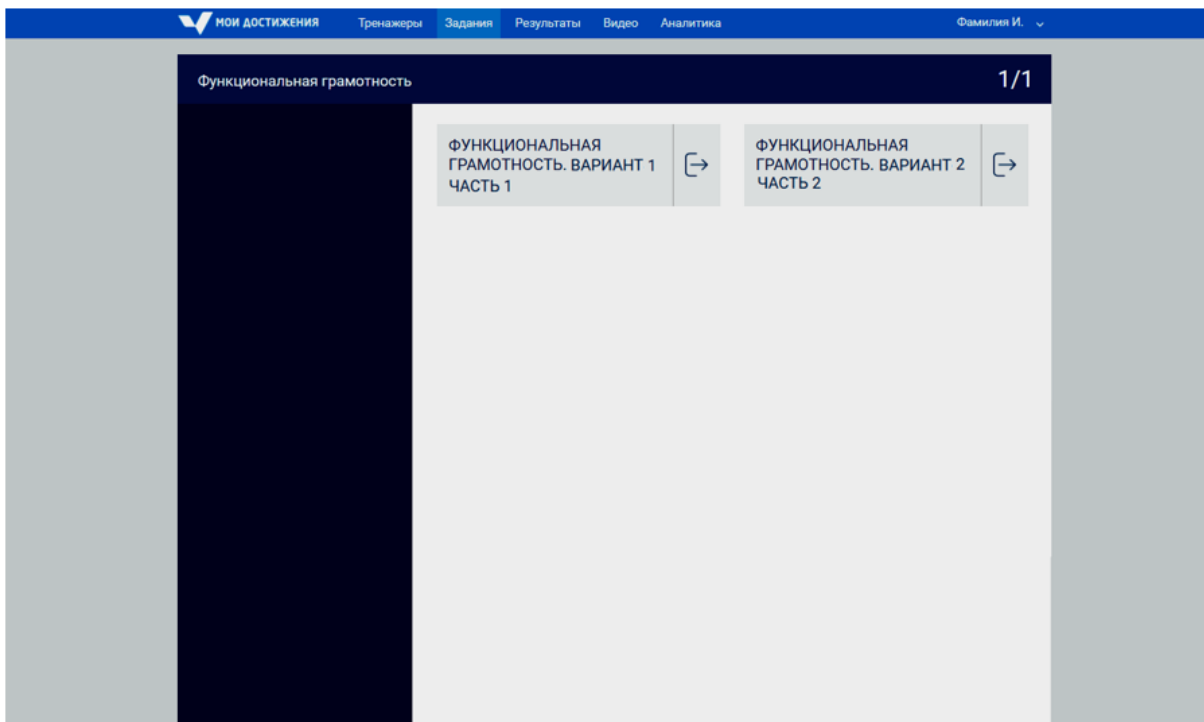 МОИ ДОСТИЖЕНИЯ Тренажеры Задания Результаты Видео Аналитика Фамилия И.
Функциональная грамотность 1/1
ФУНКЦИОНАЛЬНАЯ
ГРАМОТНОСТЬ. ВАРИАНТ 1
ЧАСТЬ 1
ФУНКЦИОНАЛЬНАЯ
ГРАМОТНОСТЬ. ВАРИАНТ 2
ЧАСТЬ 2